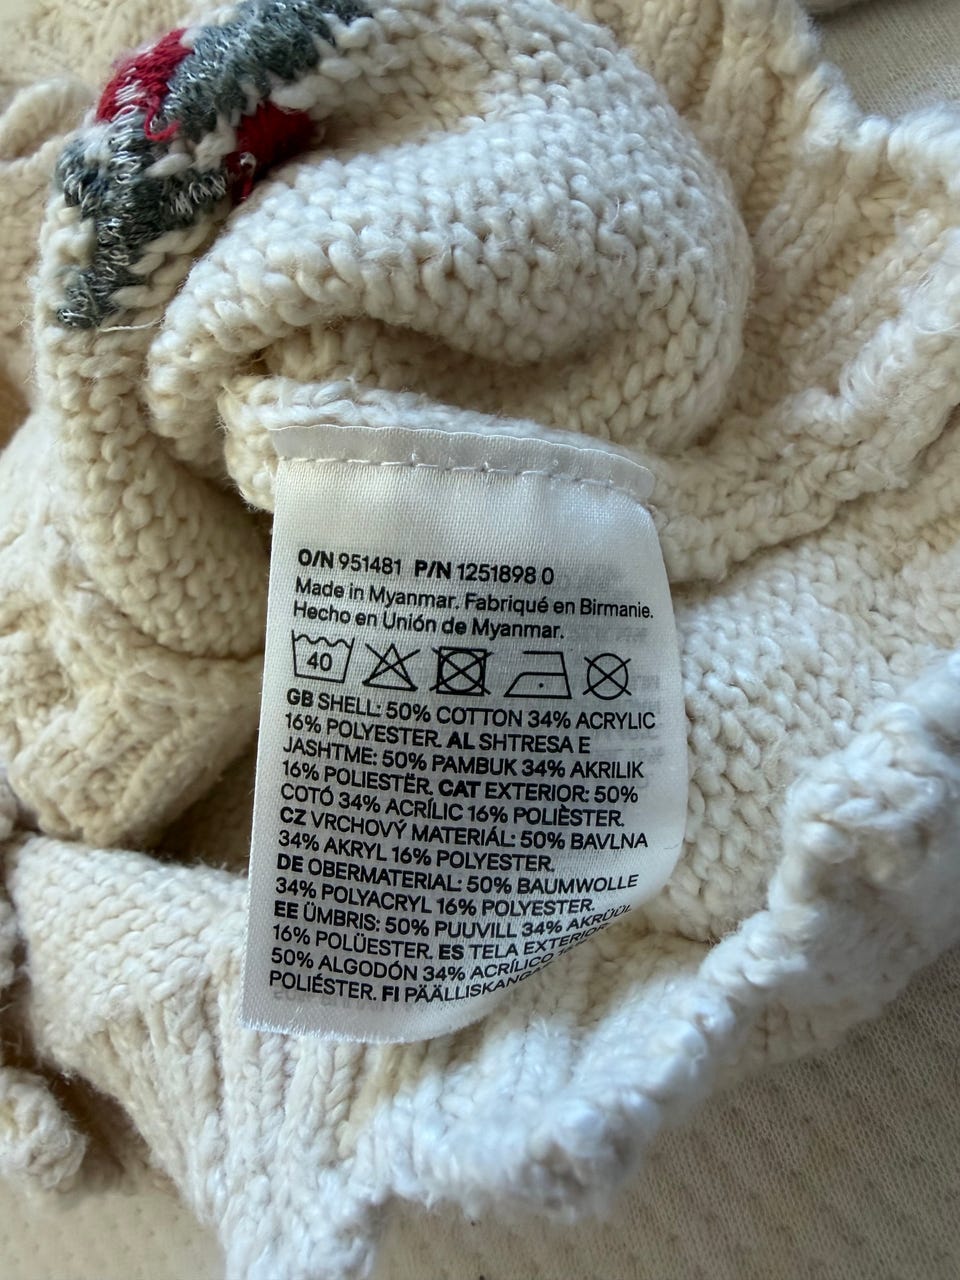 O/N 951481 P/N 1251898 0
Made in Myanmar. Fabriqué en Birmanie.
Hecho en Unión de Myanmar.
40
GB SHELL: 50% COTTON 34% ACRYLIC
16% POLYESTER. AL SHTRESA E
JASHTME: 50% PAMBUK 34% AKRILIK
16% POLIESTËR. CAT EXTERIOR: 50%
COTÓ 34% ACRÍLIC 16% POLIÈSTER.
CZ VRCHOVÝ MATERIÁL: 50% BAVLNA
34% AKRYL 16% POLYESTER.
DE OBERMATERIAL: 50% BAUMWOLLE
34% POLYACRYL 16% POLYESTER.
EE ÜMBRIS: 50% PUUVILL 34% AKRÜÜL
16% POLÜESTER. ES TELA EXTERIOR:
50% ALGODÓN 34% ACRÍLICO
POLIÉSTER. FI